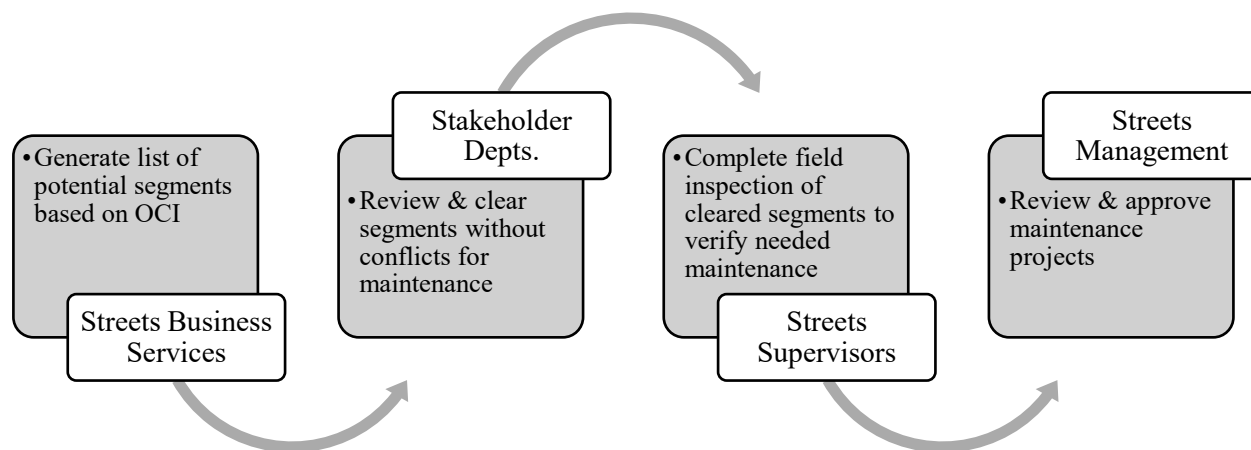 •Generate list of
potential segments
based on OCI
Streets Business
Services
Stakeholder
Depts.
•Review & clear
segments without
conflicts for
maintenance
•Complete field
inspection of
cleared segments to
verify needed
maintenance
Streets
Supervisors
Streets
Management
•Review & approve
maintenance
projects